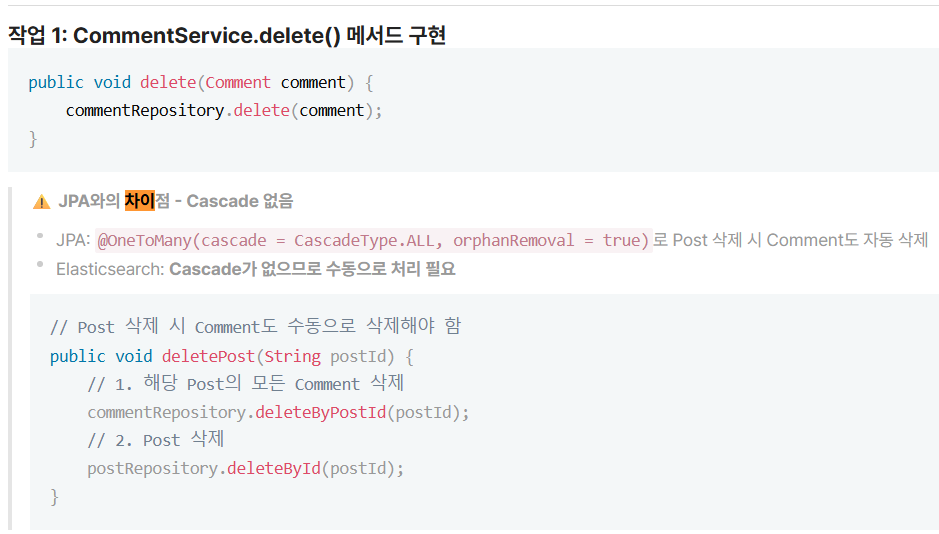 작업 1: CommentService.delete() 메서드 구현
public void delete(Comment comment) {
    commentRepository.delete(comment);
}
⚠️ JPA와의 차이점 - Cascade 없음
JPA: @OneToMany(cascade = CascadeType.ALL, orphanRemoval = true)로 Post 삭제 시 Comment도 자동 삭제
Elasticsearch: Cascade가 없으므로 수동으로 처리 필요
// Post 삭제 시 Comment도 수동으로 삭제해야 함
public void deletePost(String postId) {
    // 1. 해당 Post의 모든 Comment 삭제
    commentRepository.deleteByPostId(postId);
    // 2. Post 삭제
    postRepository.deleteById(postId);
}